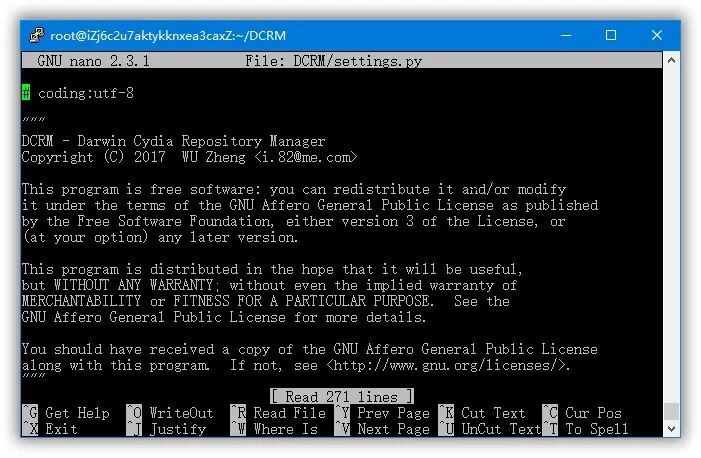 root@iZj6c2u7aktykknxea3caxZ:~/DCRM
GNU nano 2.3.1 File: DCRM/settings.py
# coding:utf-8
"""
DCRM - Darwin Cydia Repository Manager
Copyright (C) 2017 WU Zheng <i.82@me.com>
This program is free software: you can redistribute it and/or modify
it under the terms of the GNU Affero General Public License as published
by the Free Software Foundation, either version 3 of the License, or
(at your option) any later version.
This program is distributed in the hope that it will be useful,
but WITHOUT ANY WARRANTY; without even the implied warranty of
MERCHANTABILITY or FITNESS FOR A PARTICULAR PURPOSE. See the
GNU Affero General Public License for more details.
You should have received a copy of the GNU Affero General Public License
along with this program. If not, see <http://www.gnu.org/licenses/>.
"""
[ Read 271 lines ]
^G Get Help ^O WriteOut ^R Read File ^Y Prev Page ^K Cut Text ^C Cur Pos
^X Exit ^J Justify ^W Where Is ^V Next Page ^U UnCut Text ^T To Spell